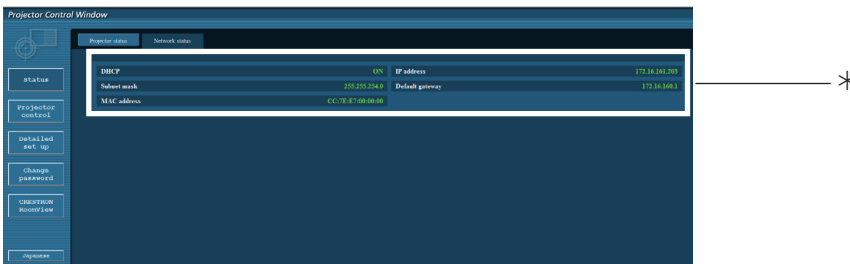 Projector Control Window
Projector status
Network status
DHCP ON IP address 172.16.161.203
Subnet mask 255.255.254.0 Default gateway 172.16.160.1
MAC address CC:7E:E7:00:00:00
Status
Projector
control
Detailed
set up
Change
password
CRESTRON
RoomView
Japanese
*